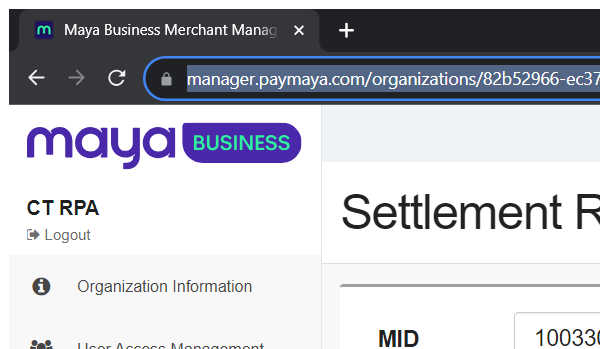 Maya Business Merchant Manag
manager.paymaya.com/organizations/82b52966-ec37
maya BUSINESS
CT RPA
Logout
Settlement R
Organization Information
User Access Management
MID
10033